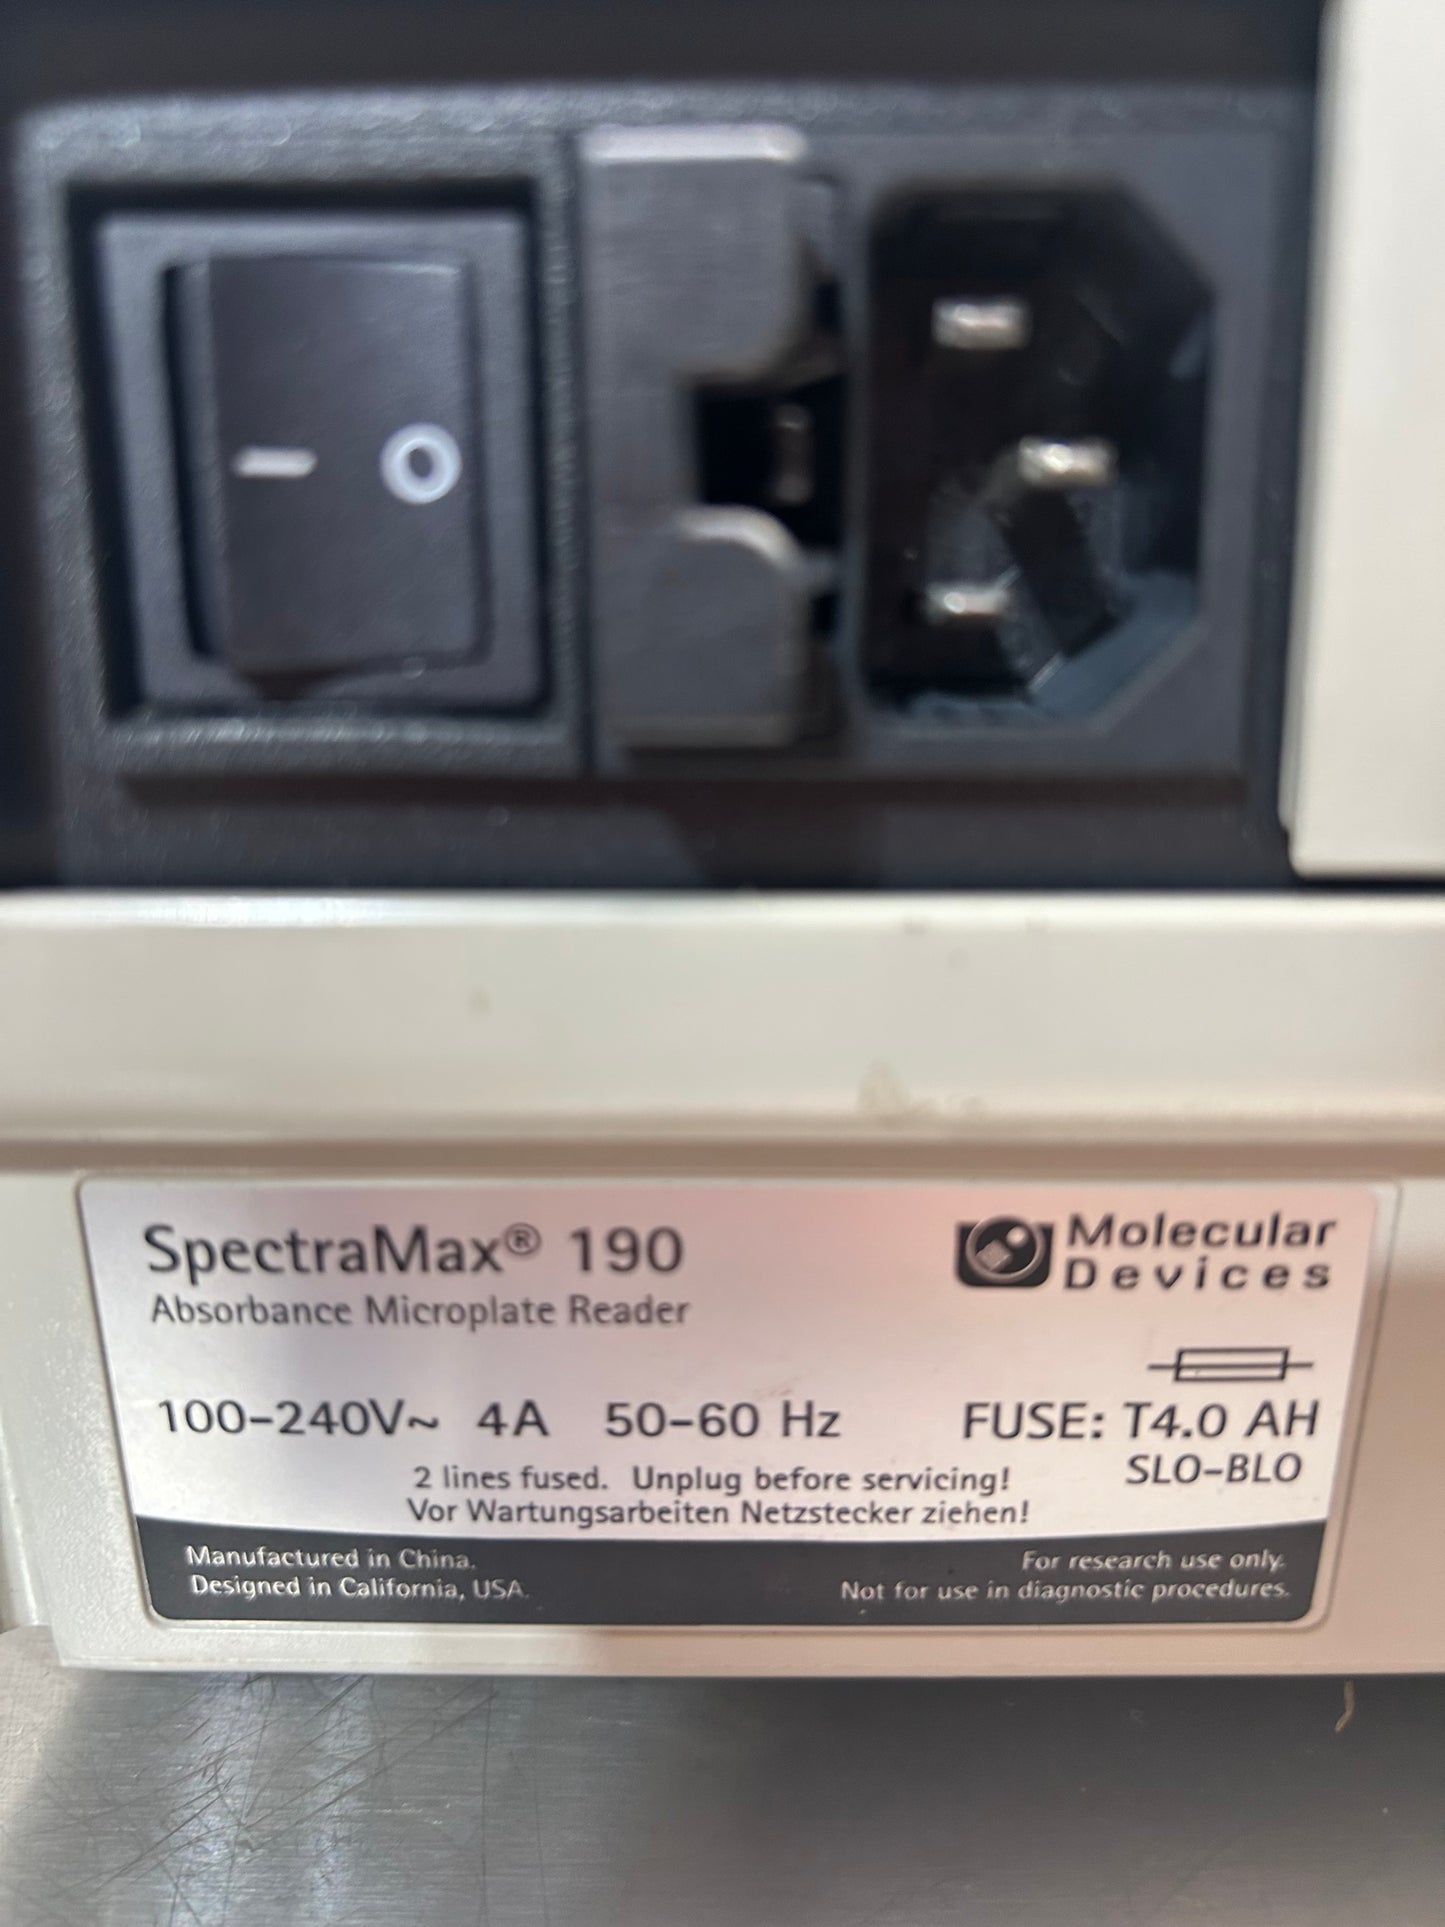 I O
SpectraMax® 190
Absorbance Microplate Reader
Molecular
Devices
100-240V~ 4A 50-60 Hz FUSE: T4.0 AH
SLO-BLO
2 lines fused. Unplug before servicing!
Vor Wartungsarbeiten Netzstecker ziehen!
Manufactured in China.
Designed in California, USA.
For research use only.
Not for use in diagnostic procedures.